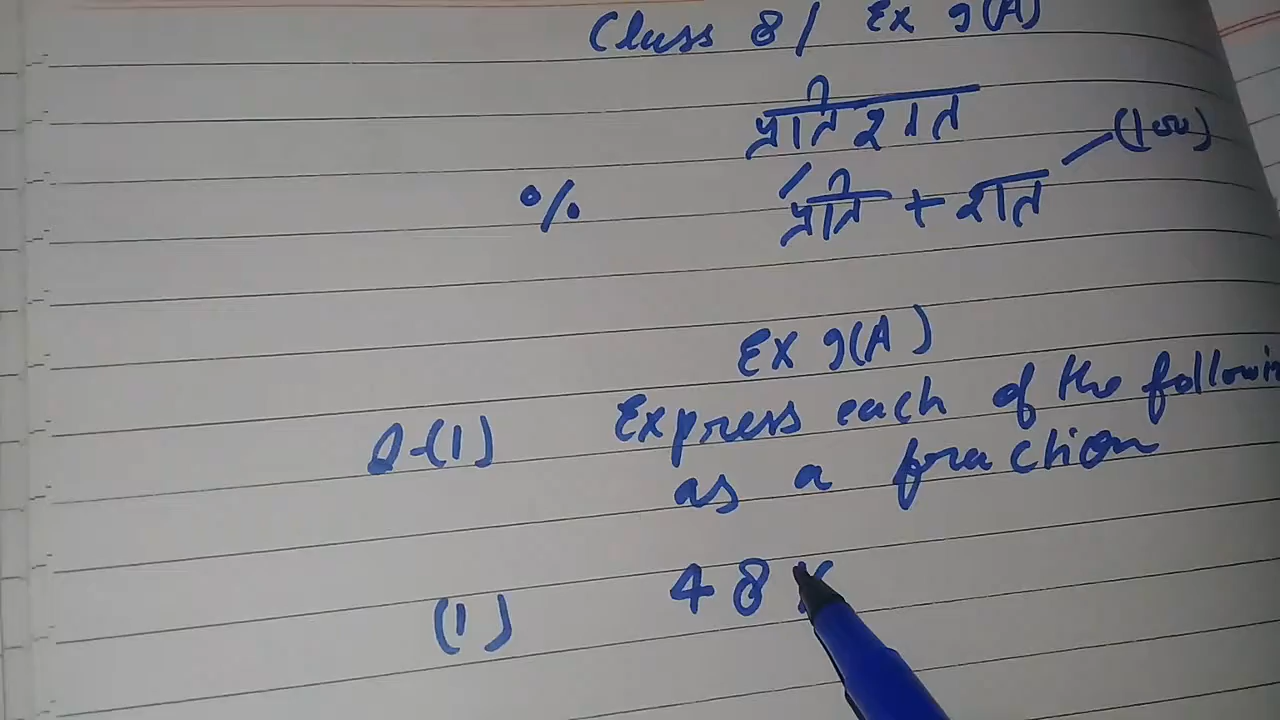 Class 8/ Ex 9(A)
प्रतिशत
% प्रति + शत (100)
Ex 9(A)
Q-(1) Express each of the followin
as a fraction
(1) 48%